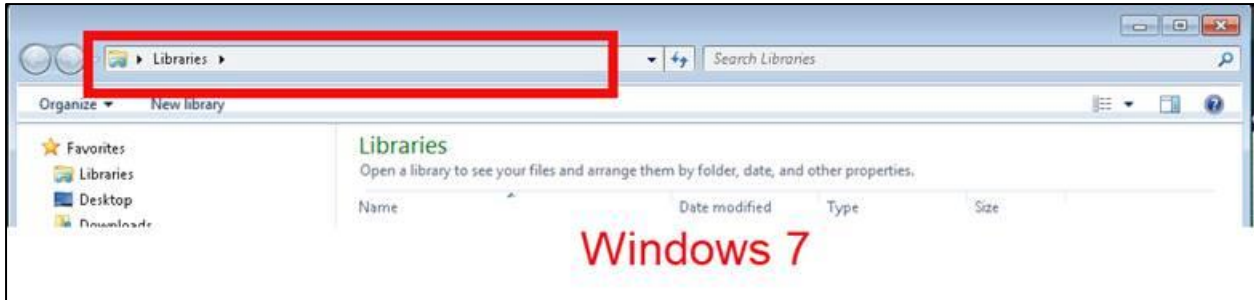 Libraries
Search Libraries
Organize New library
Favorites
Libraries
Desktop
Downloads
Libraries
Open a library to see your files and arrange them by folder, date, and other properties.
Name Date modified Type Size
Windows 7